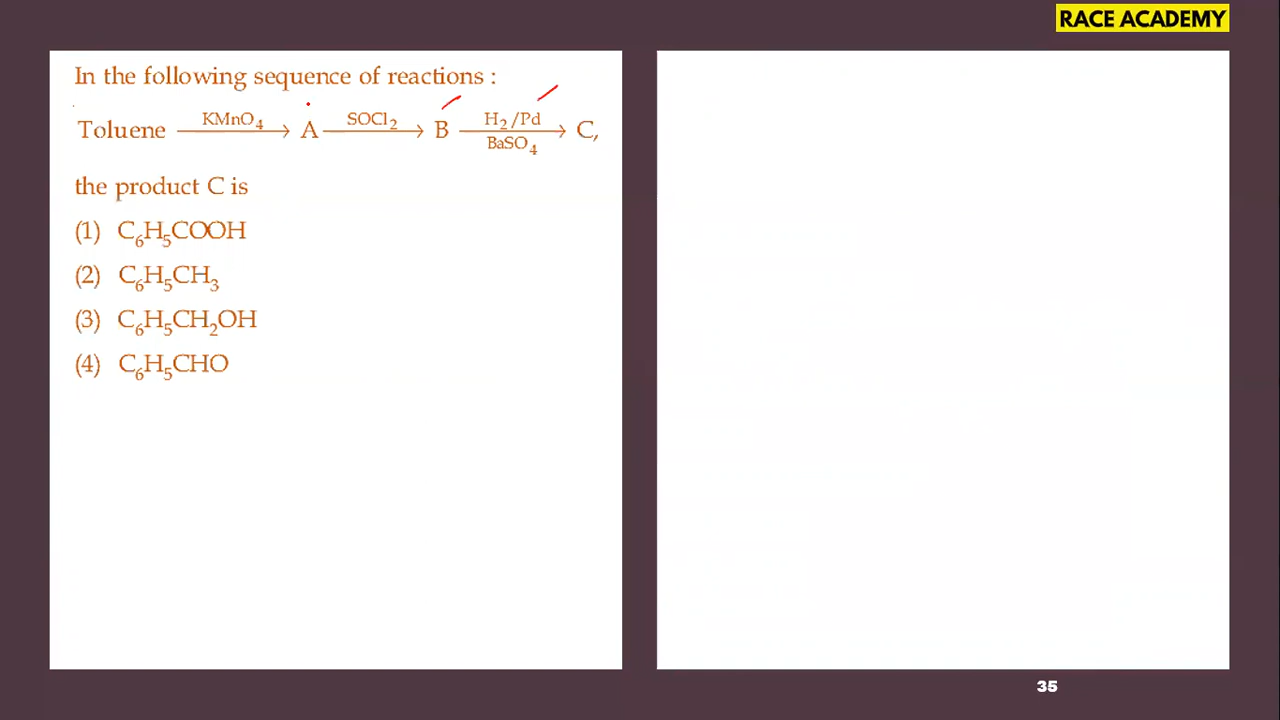 RACE ACADEMY
In the following sequence of reactions :
Toluene —KMnO₄→ A —SOCl₂→ B —H₂/Pd→ C,
BaSO₄
the product C is
(1) C₆H₅COOH
(2) C₆H₅CH₃
(3) C₆H₅CH₂OH
(4) C₆H₅CHO
35